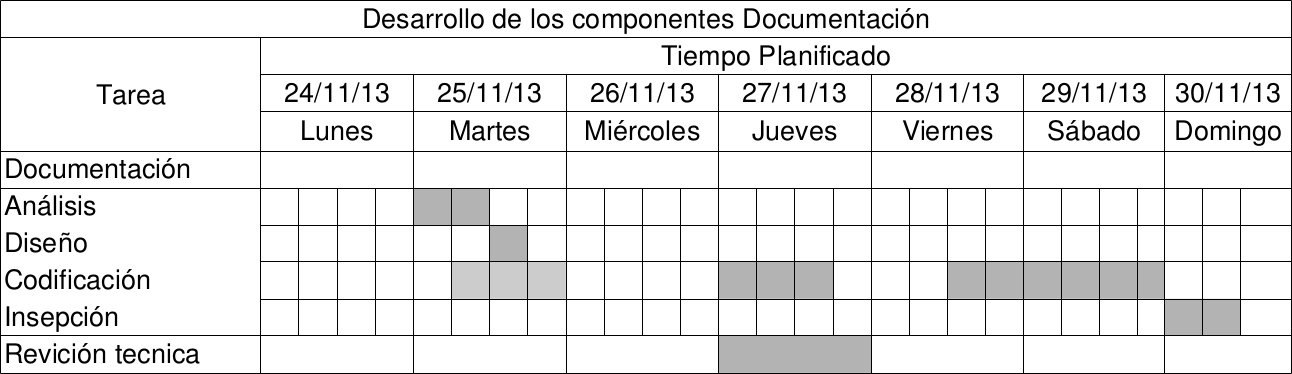 Desarrollo de los componentes Documentación
Tiempo Planificado
Tarea
24/11/13 25/11/13 26/11/13 27/11/13 28/11/13 29/11/13 30/11/13
Lunes Martes Miércoles Jueves Viernes Sábado Domingo
Documentación
Análisis
Diseño
Codificación
Insepción
Revición tecnica